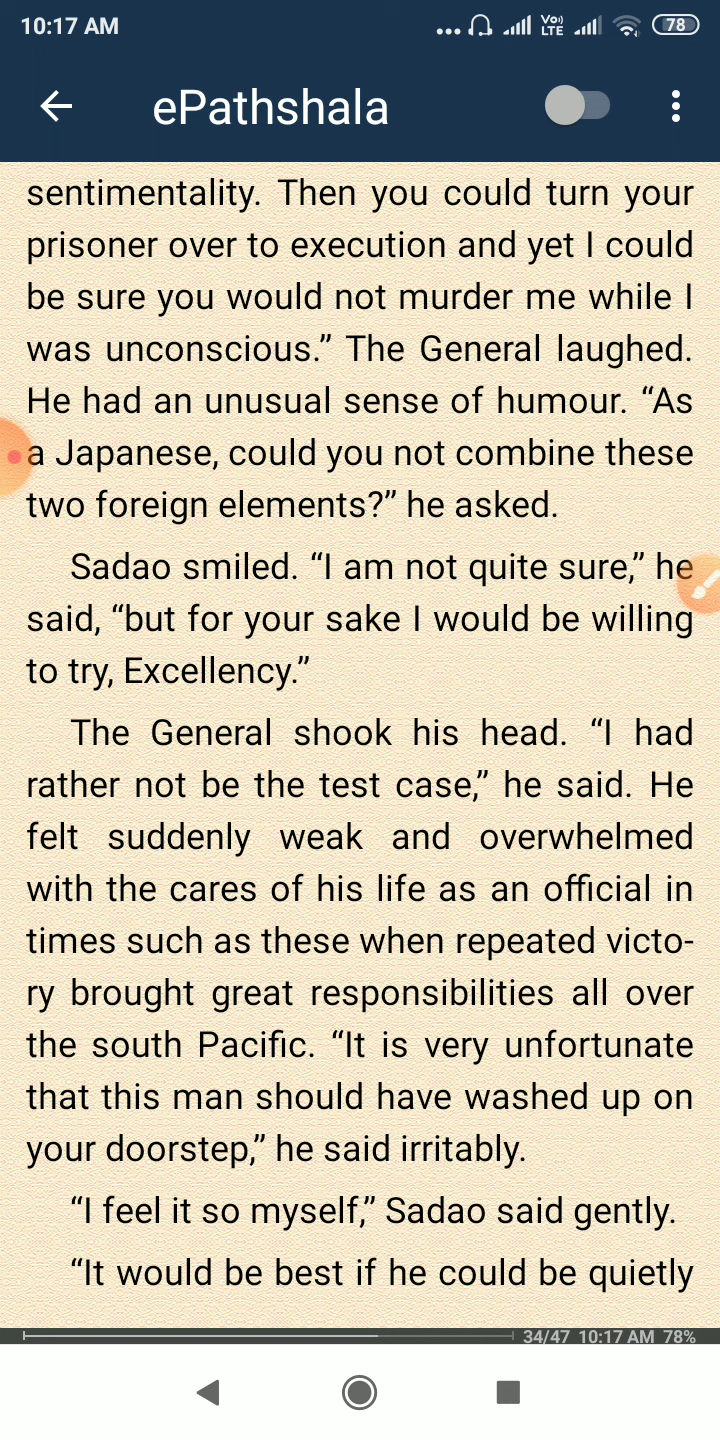 10:17 AM
Vo))
LTE
78
ePathshala
sentimentality. Then you could turn your
prisoner over to execution and yet I could
be sure you would not murder me while I
was unconscious.” The General laughed.
He had an unusual sense of humour. “As
a Japanese, could you not combine these
two foreign elements?” he asked.
Sadao smiled. “I am not quite sure,” he
said, “but for your sake I would be willing
to try, Excellency.”
The General shook his head. “I had
rather not be the test case,” he said. He
felt suddenly weak and overwhelmed
with the cares of his life as an official in
times such as these when repeated victo-
ry brought great responsibilities all over
the south Pacific. “It is very unfortunate
that this man should have washed up on
your doorstep,” he said irritably.
“I feel it so myself,” Sadao said gently.
“It would be best if he could be quietly
34/47 10:17 AM 78%